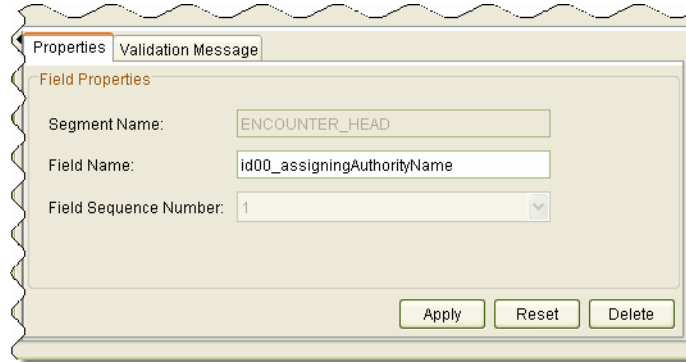 Properties Validation Message
Field Properties
Segment Name: ENCOUNTER_HEAD
Field Name: id00_assigningAuthorityName
Field Sequence Number: 1
Apply Reset Delete